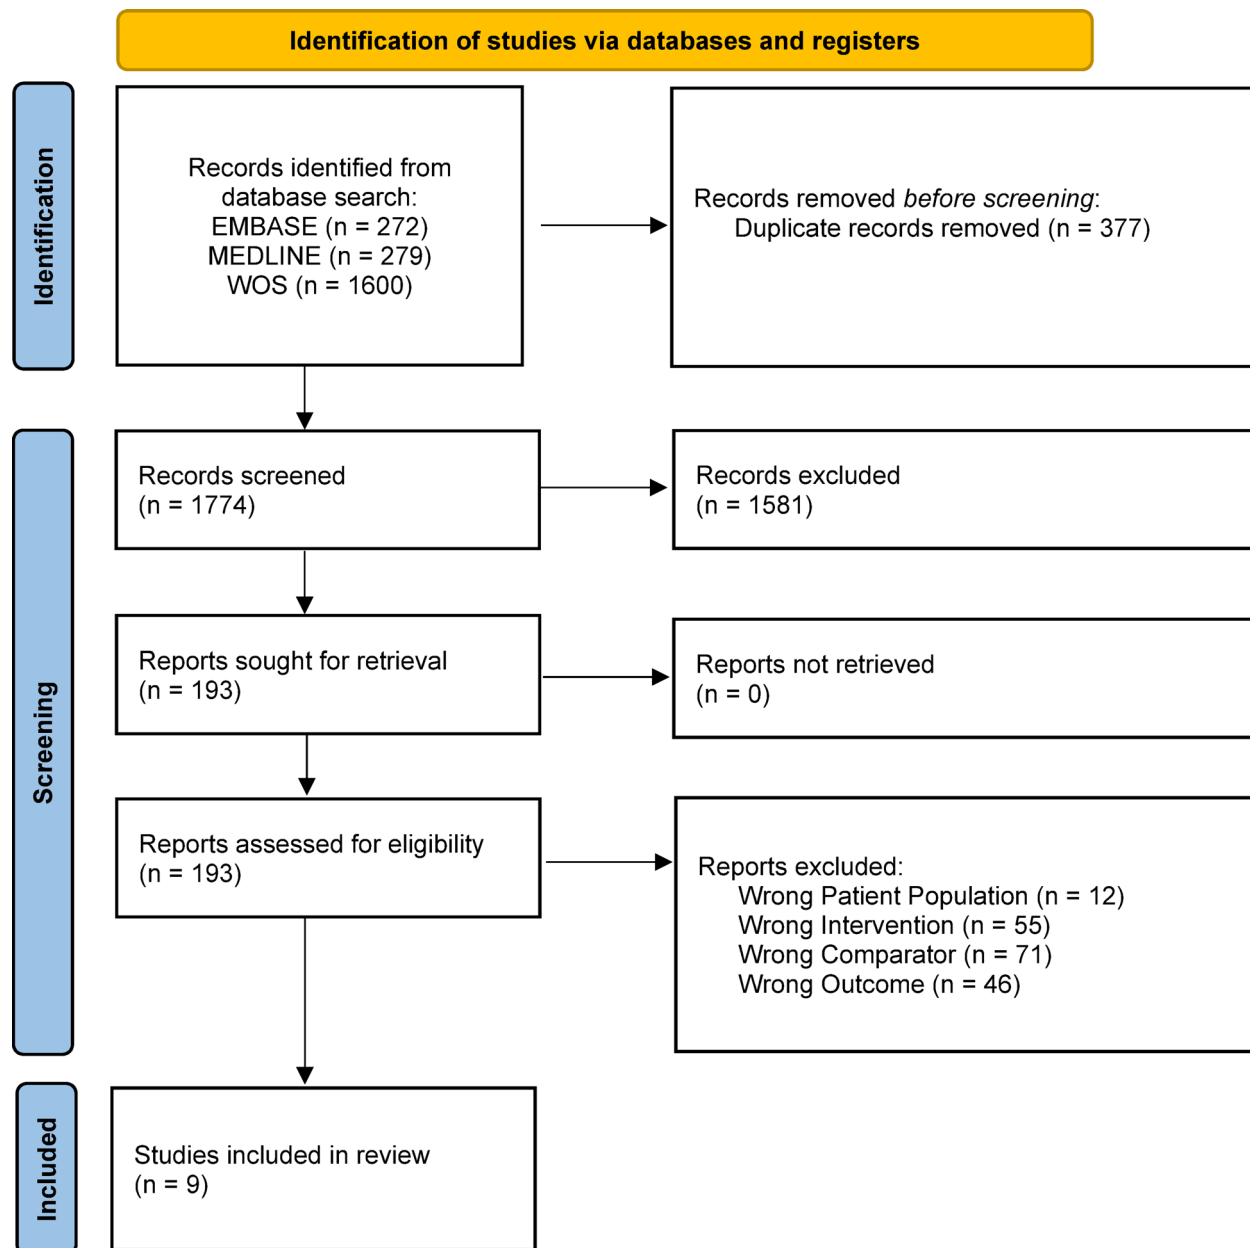 Identification of studies via databases and registers
Identification
Records identified from
database search:
EMBASE (n = 272)
MEDLINE (n = 279)
WOS (n = 1600)
Records removed before screening:
Duplicate records removed (n = 377)
Screening
Records screened
(n = 1774)
Records excluded
(n = 1581)
Reports sought for retrieval
(n = 193)
Reports not retrieved
(n = 0)
Reports assessed for eligibility
(n = 193)
Reports excluded:
Wrong Patient Population (n = 12)
Wrong Intervention (n = 55)
Wrong Comparator (n = 71)
Wrong Outcome (n = 46)
Included
Studies included in review
(n = 9)